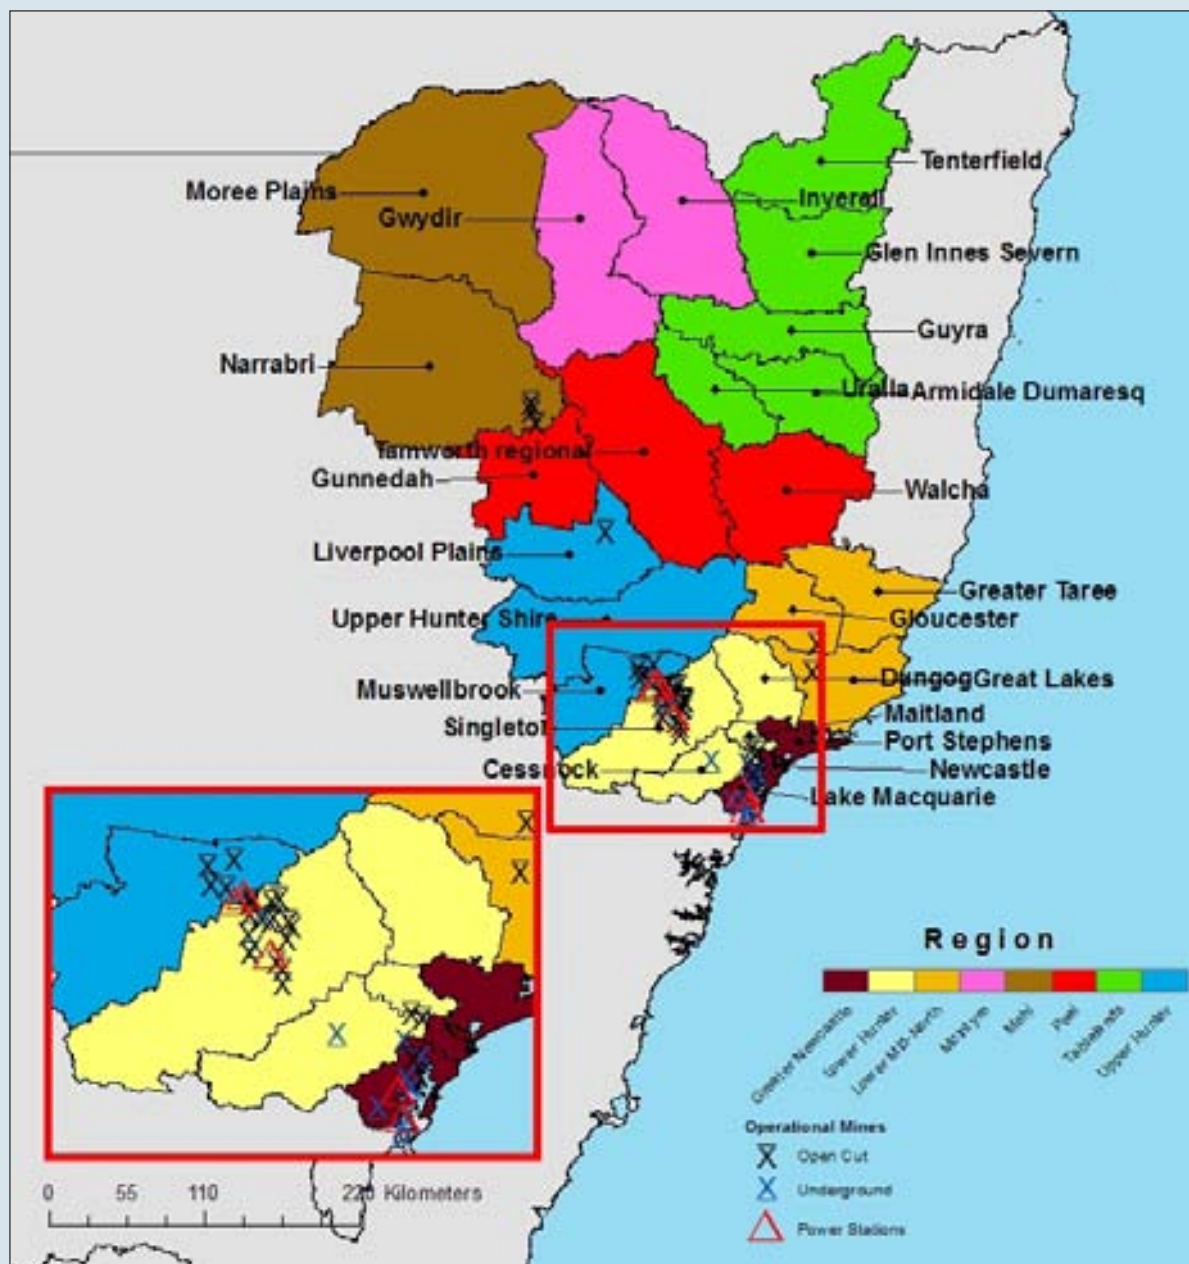 Tenterfield
Moree Plains
Inverell
Gwydir
Glen Innes Severn
Guyra
Narrabri
Uralla
Armidale Dumaresq
Tamworth regional
Gunnedah
Walcha
Liverpool Plains
Greater Taree
Upper Hunter Shire
Gloucester
Dungog
Great Lakes
Muswellbrook
Maitland
Singleton
Port Stephens
Cessnock
Newcastle
Lake Macquarie
Region
Greater Newcastle
Lower Hunter
Lower Mid-North
Peel
Tablelands
Upper Hunter
Operational Mines
Open Cut
Underground
Power Stations
0 55 110 220 Kilometers